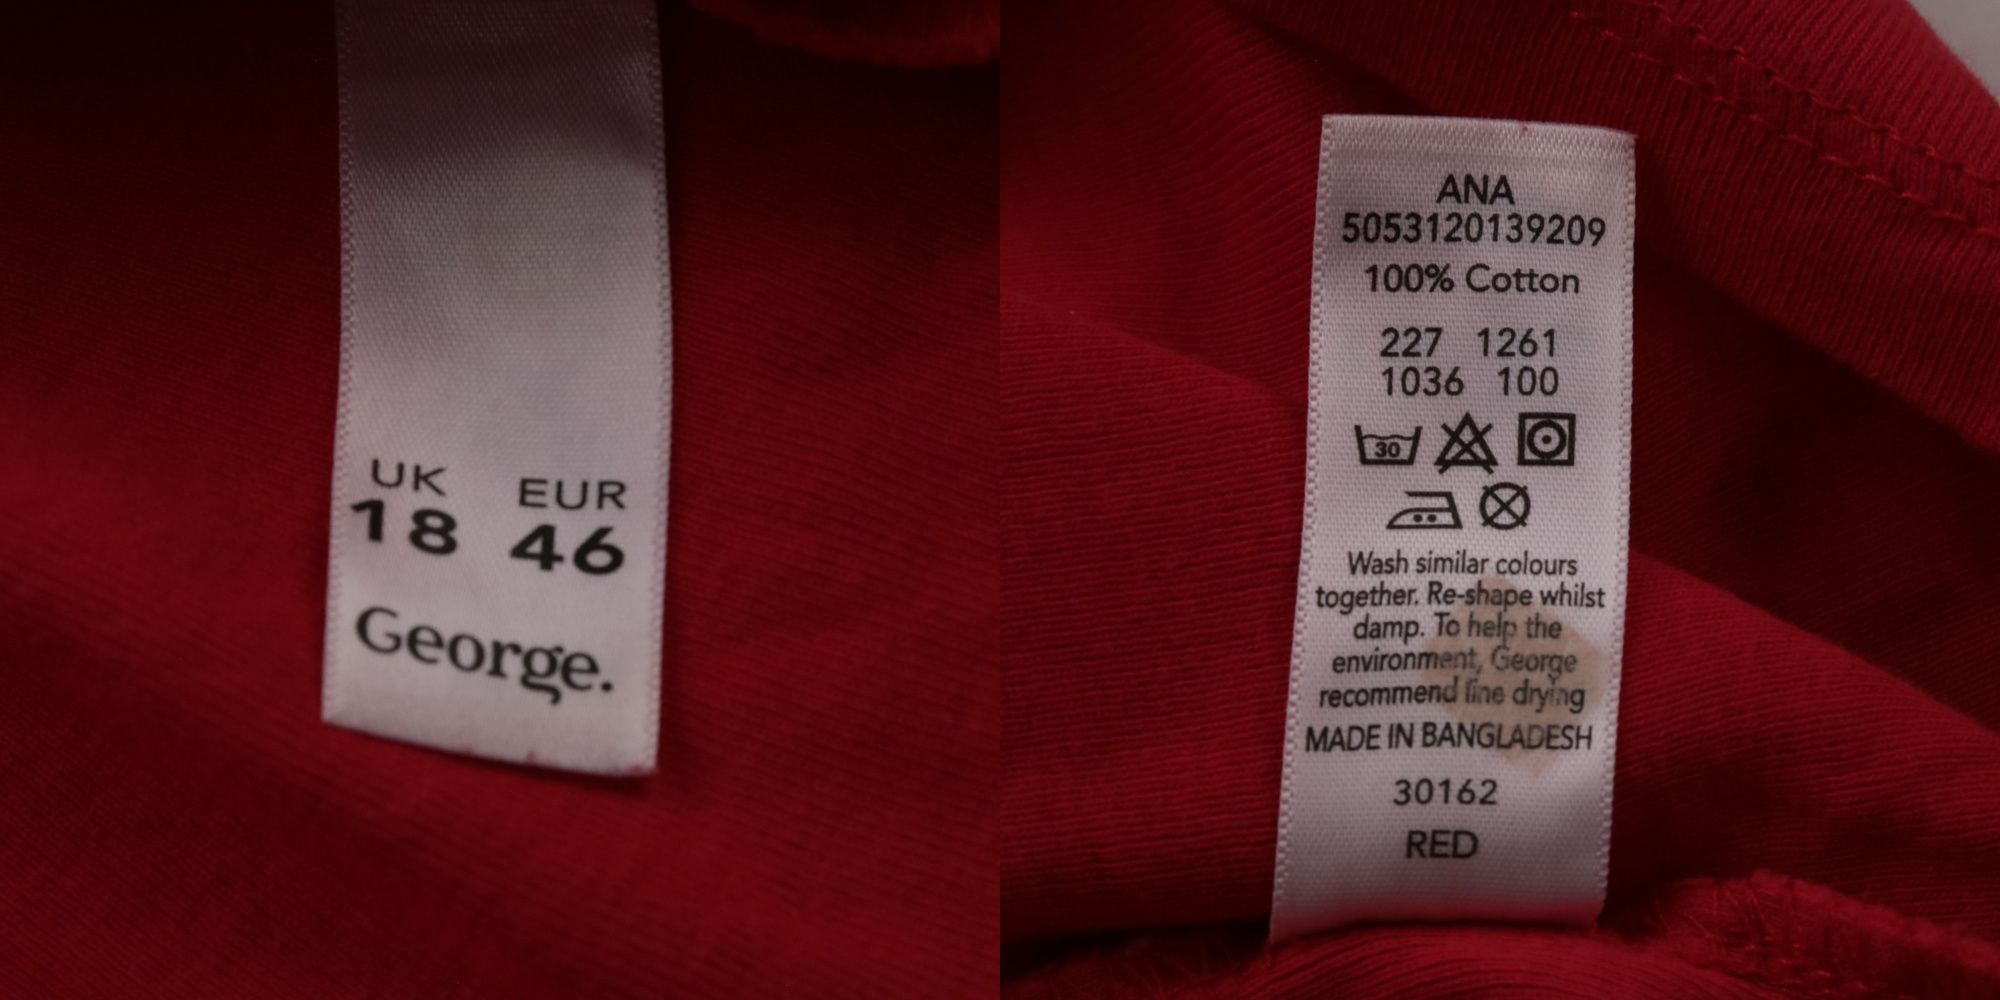 UK EUR
18 46
George.
ANA
5053120139209
100% Cotton
227 1261
1036 100
30
Wash similar colours
together. Re-shape whilst
damp. To help the
environment, George
recommend line drying
MADE IN BANGLADESH
30162
RED